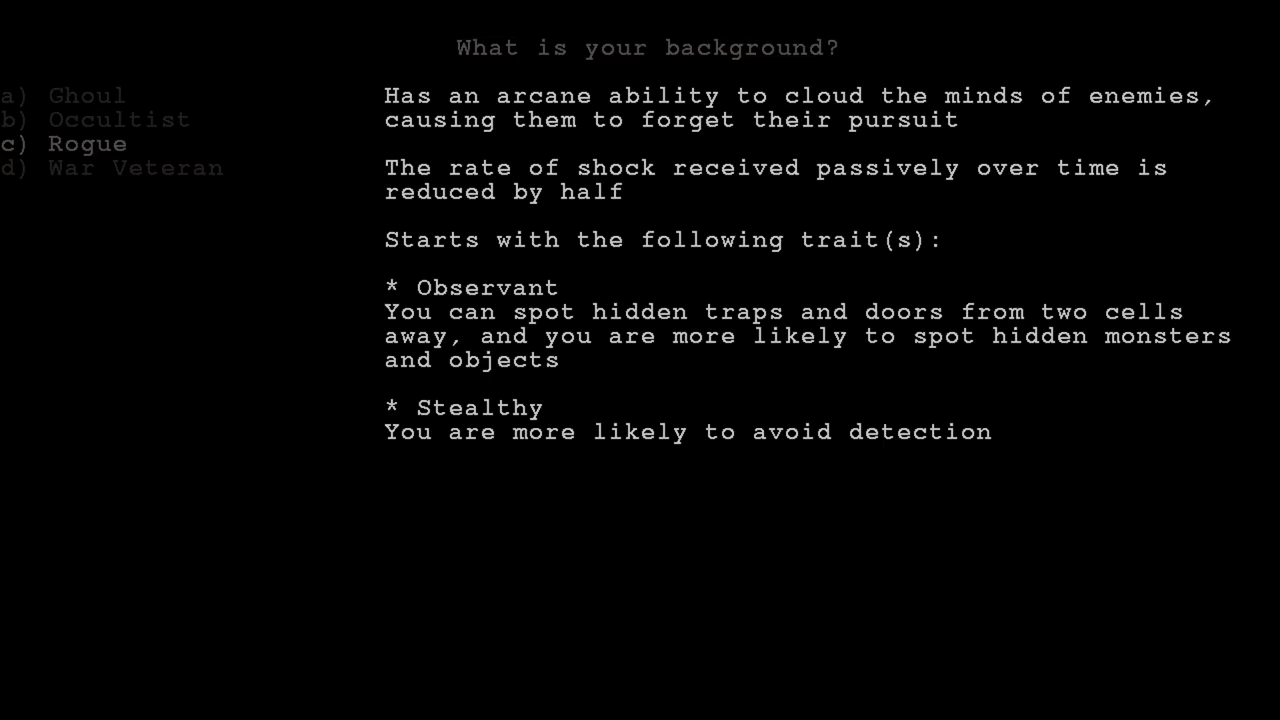 What is your background?
a) Ghoul
b) Occultist
c) Rogue
d) War Veteran
Has an arcane ability to cloud the minds of enemies,
causing them to forget their pursuit
The rate of shock received passively over time is
reduced by half
Starts with the following trait(s):
* Observant
You can spot hidden traps and doors from two cells
away, and you are more likely to spot hidden monsters
and objects
* Stealthy
You are more likely to avoid detection